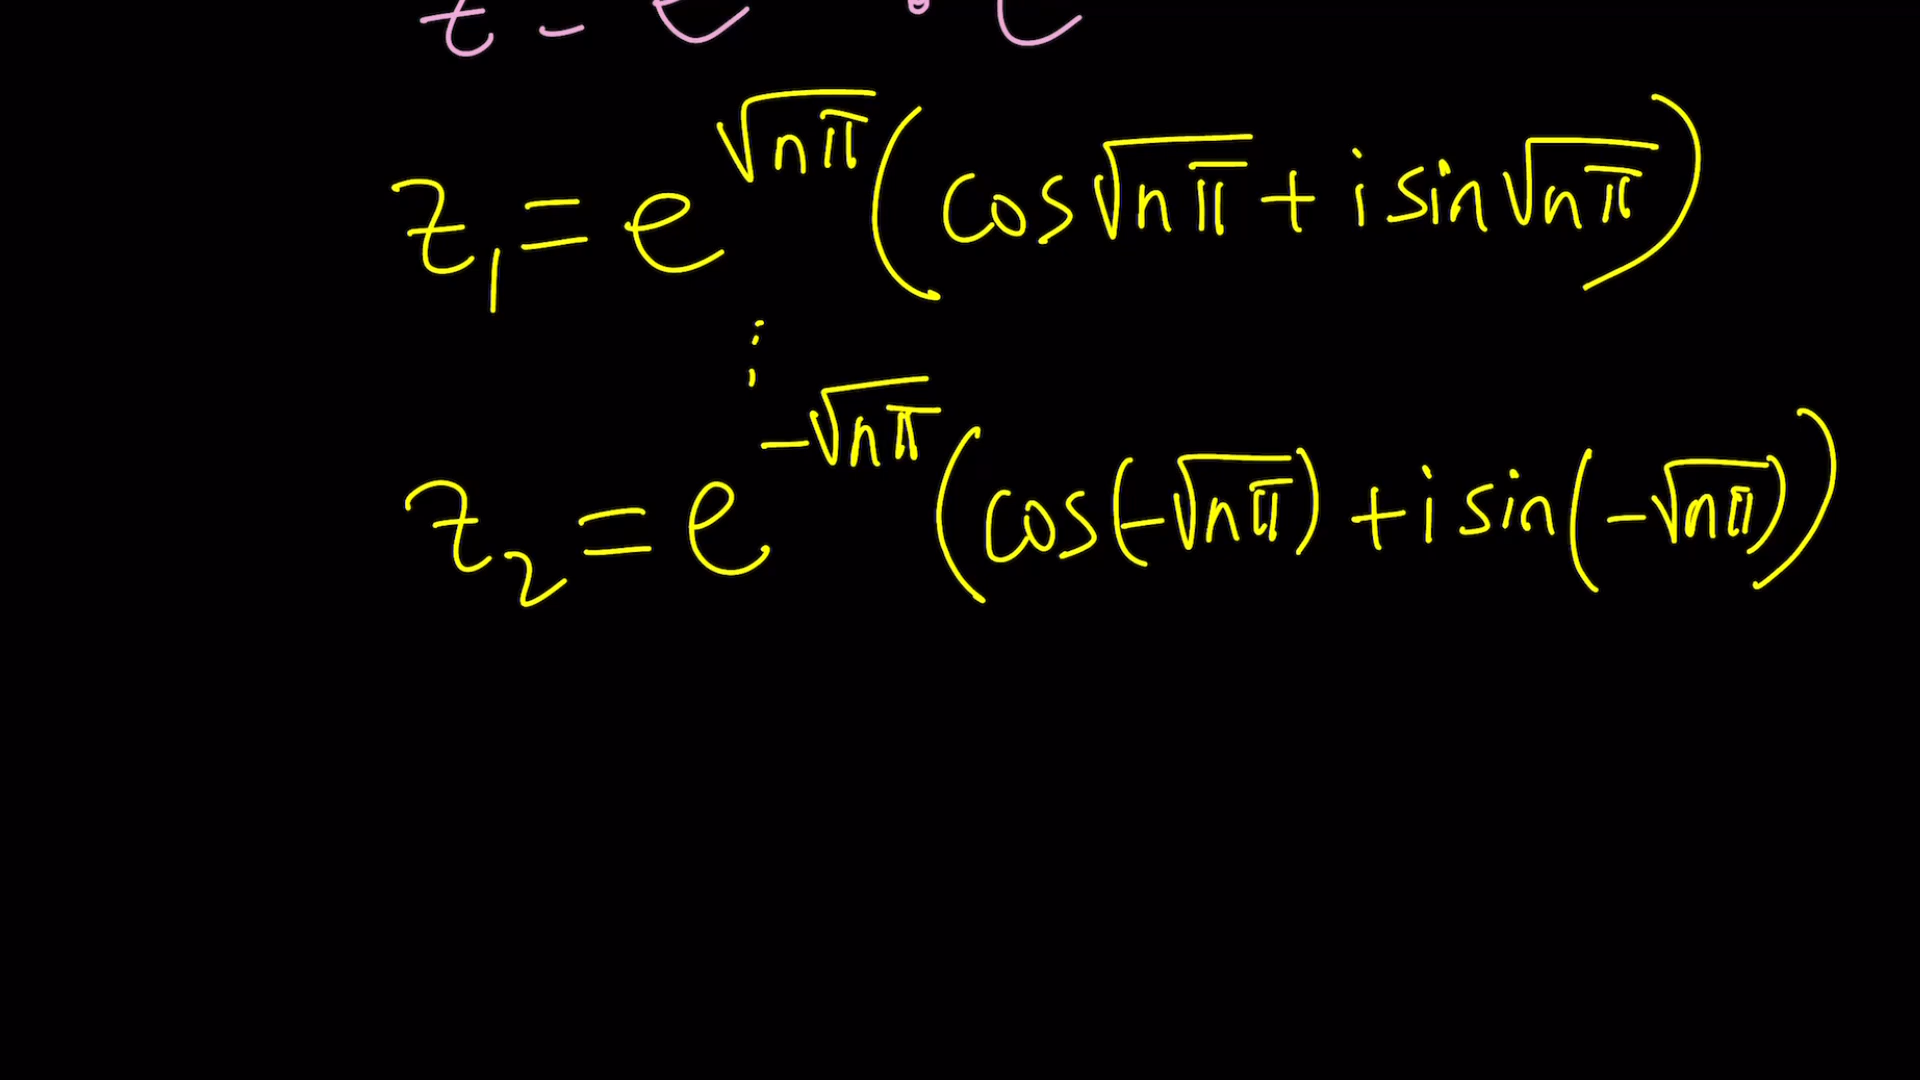 z = e · e
z₁ = e^√nπ (cos √nπ + i sin √nπ)
⋮
z₂ = e^-√nπ (cos(-√nπ) + i sin(-√nπ))